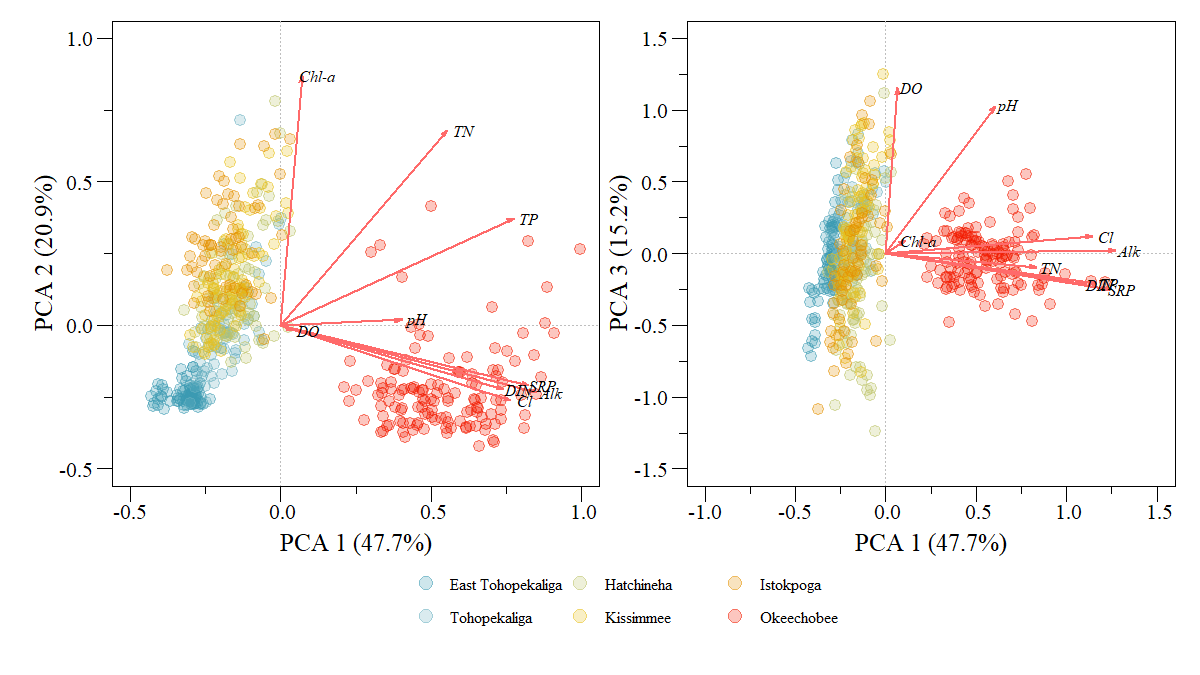 1.0
0.5
0.0
-0.5
PCA 2 (20.9%)
Chl-a
TN
TP
pH
DO
SRP
DIN
Alk
Cl
-0.5
0.0
0.5
1.0
PCA 1 (47.7%)
1.5
1.0
0.5
0.0
-0.5
-1.0
-1.5
PCA 3 (15.2%)
DO
pH
Chl-a
Cl
Alk
TN
DIN
TP
SRP
-1.0
-0.5
0.0
0.5
1.0
1.5
PCA 1 (47.7%)
East Tohopekaliga
Hatchineha
Istokpoga
Tohopekaliga
Kissimmee
Okeechobee